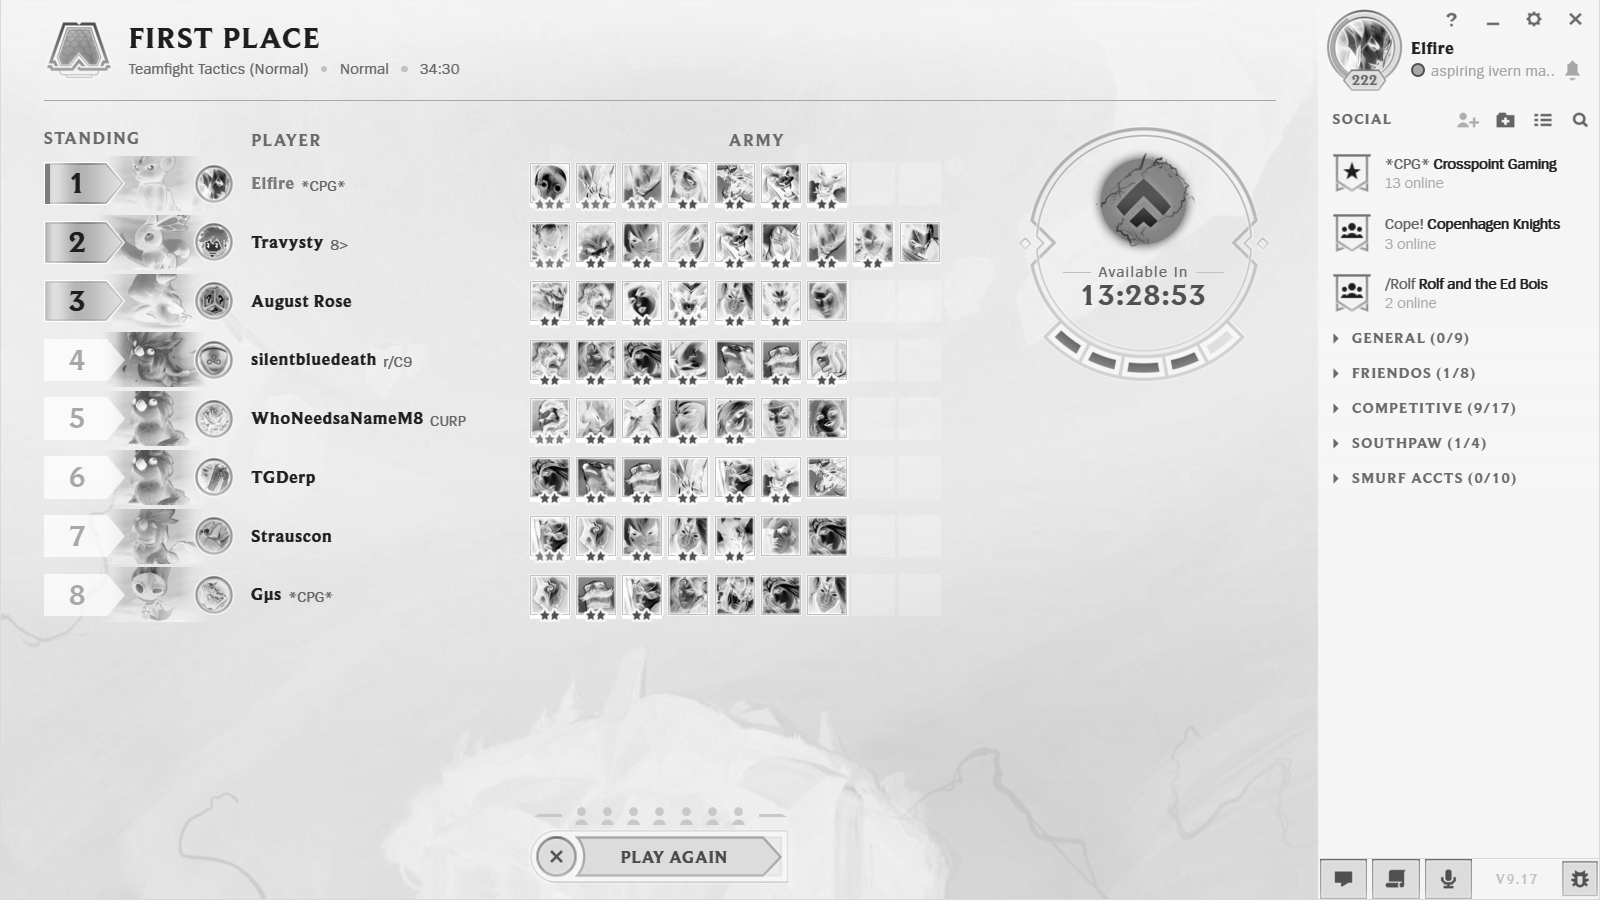 FIRST PLACE
Teamfight Tactics (Normal) • Normal • 34:30
STANDING PLAYER ARMY
1 Elfire *CPG*
2 Travysty 8>
3 August Rose
4 silentbluedeath r/C9
5 WhoNeedsaNameM8 CURP
6 TGDerp
7 Strauscon
8 Gµs *CPG*
Available In
13:28:53
PLAY AGAIN
?
Elfire
222
aspiring ivern ma..
SOCIAL
*CPG* Crosspoint Gaming
13 online
Cope! Copenhagen Knights
3 online
/Rolf Rolf and the Ed Bois
2 online
GENERAL (0/9)
FRIENDOS (1/8)
COMPETITIVE (9/17)
SOUTHPAW (1/4)
SMURF ACCTS (0/10)
V9.17